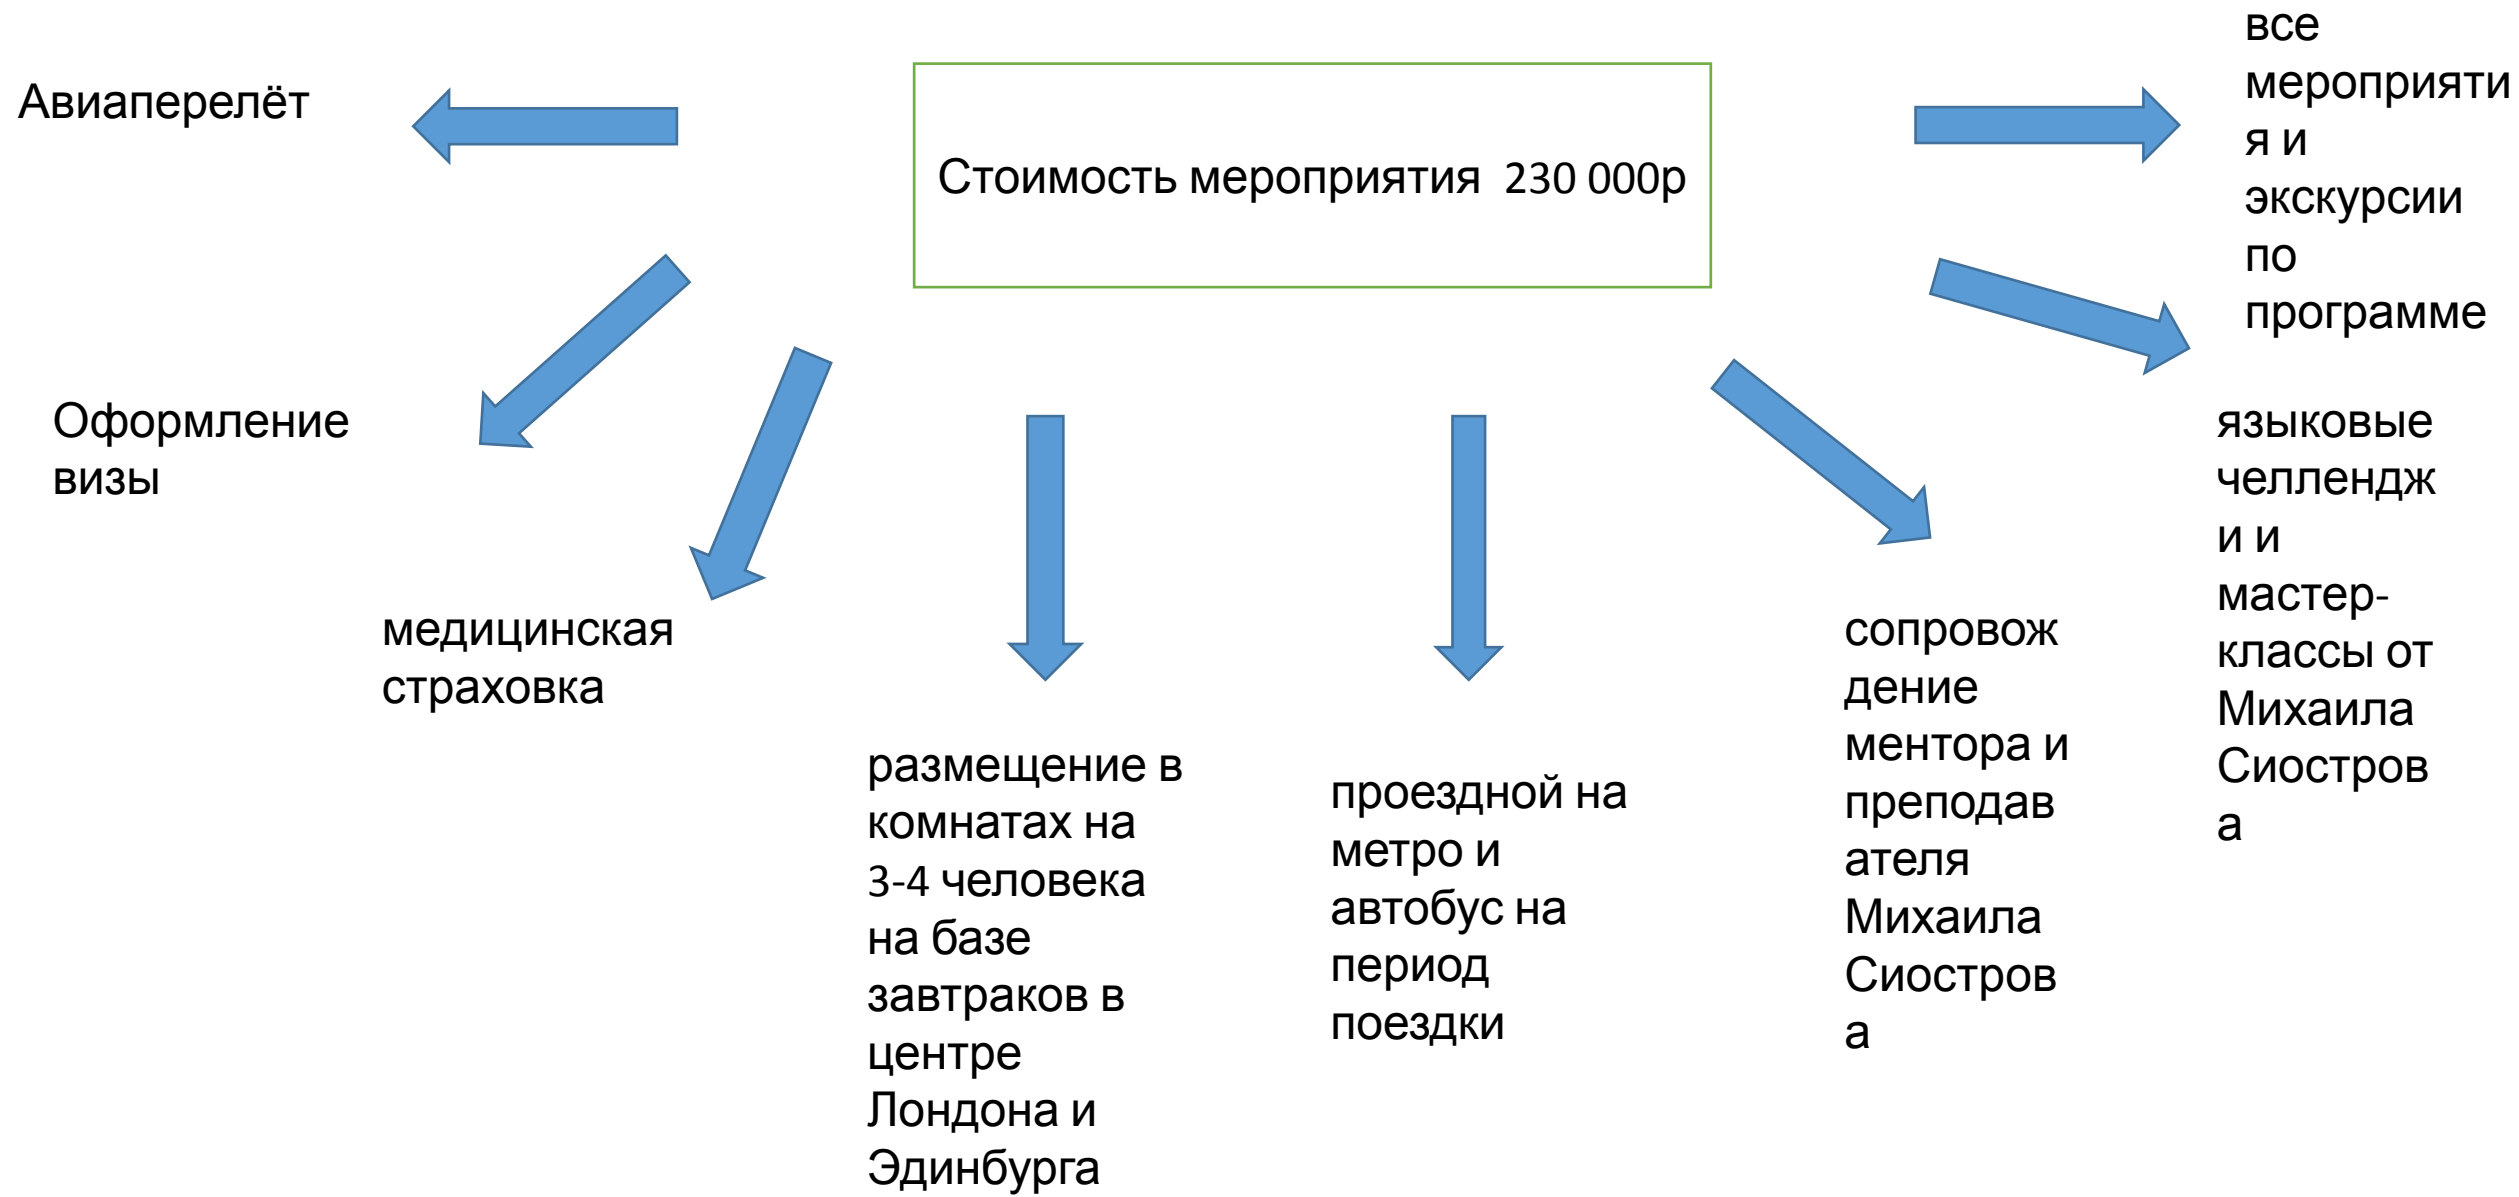 Стоимость мероприятия 230 000р
Авиаперелёт
Оформление
визы
медицинская
страховка
размещение в
комнатах на
3-4 человека
на базе
завтраков в
центре
Лондона и
Эдинбурга
проездной на
метро и
автобус на
период
поездки
сопровож
дение
ментора и
преподав
ателя
Михаила
Сиостров
а
языковые
челлендж
и и
мастер-
классы от
Михаила
Сиостров
а
все
мероприяти
я и
экскурсии
по
программе